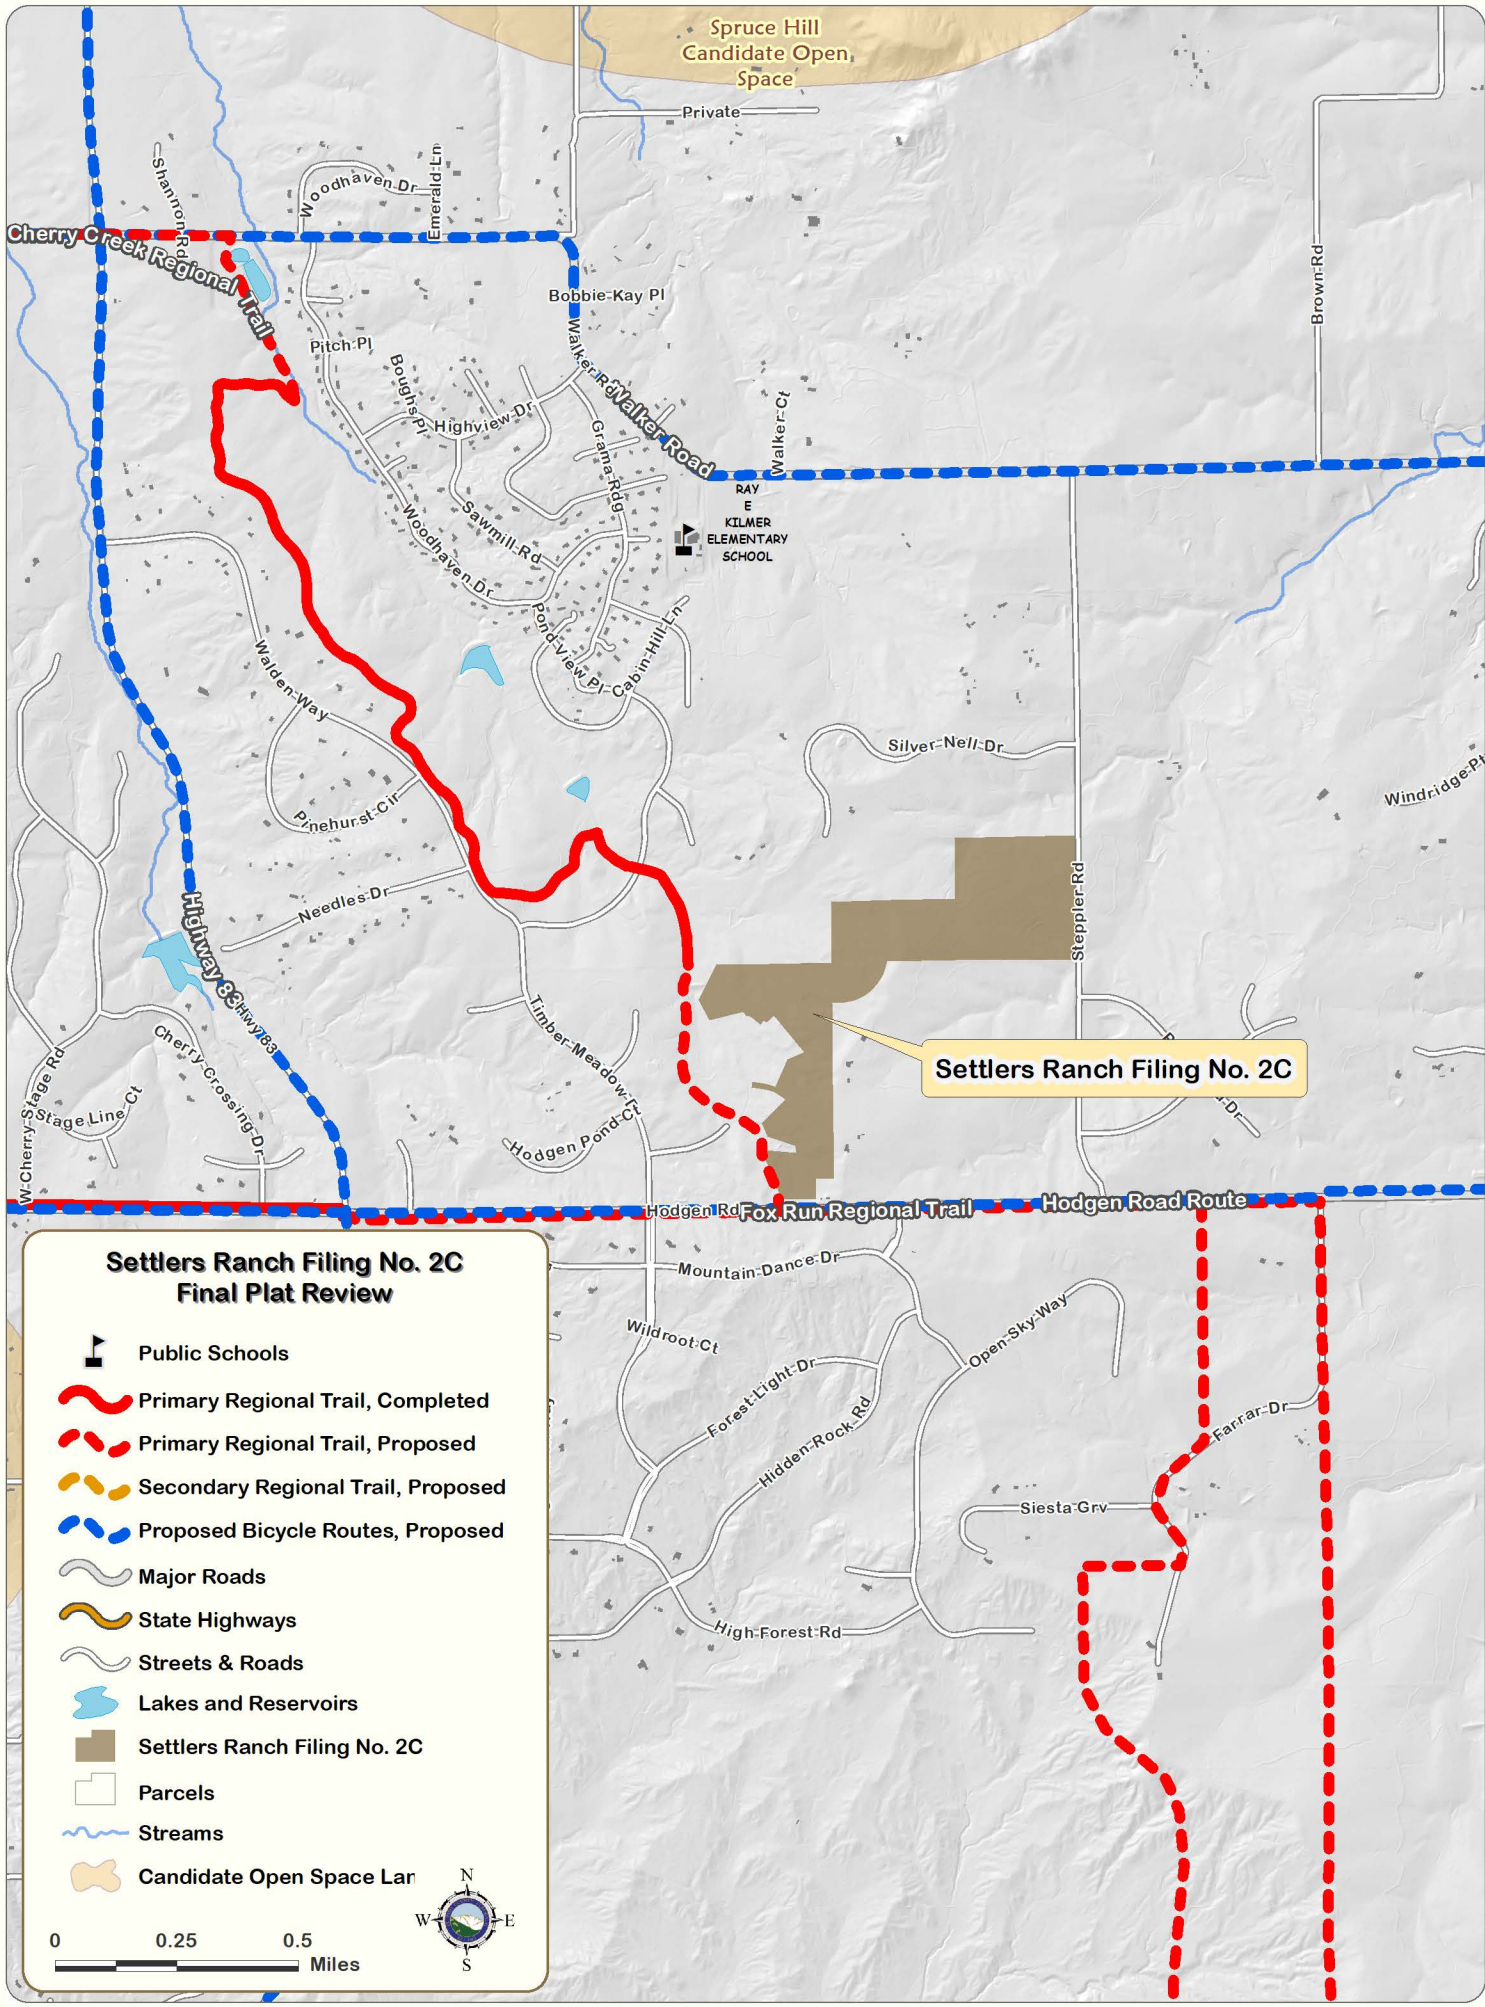 Spruce Hill
Candidate Open
Space
Private
Shannon Rd
Woodhaven Dr
Emerald Ln
Cherry Creek Regional Trail
Brown Rd
Bobbie Kay Pl
Walker Rd
Pitch Pl
Boughs Pl
Highview Dr
Walker Road
Walker Ct
Grama Rdg
RAY
E
KILMER
ELEMENTARY
SCHOOL
Sawmill Rd
Woodhaven Dr
Pond View Pl
Cabin Hill Ln
Walden Way
Silver Nell Dr
Windridge Pt
Pinehurst Cir
Needles Dr
Steppler Rd
Highway 83
Hwy 83
Timber Meadow Dr
Cherry Crossing Dr
Settlers Ranch Filing No. 2C
W Cherry Stage Rd
Stage Line Ct
Hodgen Pond Ct
Hodgen Rd
Fox Run Regional Trail
Hodgen Road Route
Mountain Dance Dr
Wildroot Ct
Open Sky Way
Forest Light Dr
Hidden Rock Rd
Farrar Dr
Siesta Grv
High Forest Rd
Settlers Ranch Filing No. 2C
Final Plat Review
Public Schools
Primary Regional Trail, Completed
Primary Regional Trail, Proposed
Secondary Regional Trail, Proposed
Proposed Bicycle Routes, Proposed
Major Roads
State Highways
Streets & Roads
Lakes and Reservoirs
Settlers Ranch Filing No. 2C
Parcels
Streams
Candidate Open Space Lan
N
W E
S
0 0.25 0.5
Miles